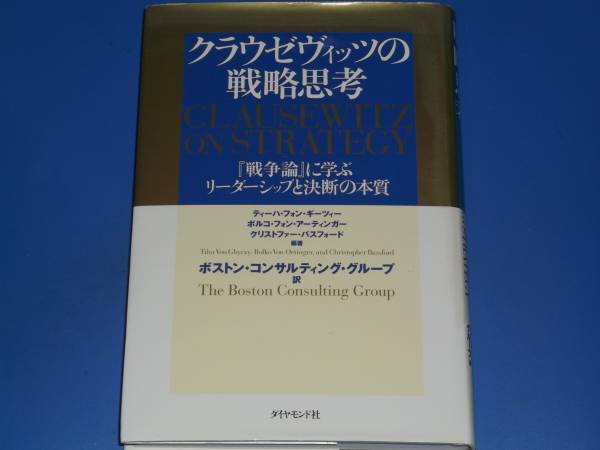 クラウゼヴィッツの
戦略思考
CLAUSEWITZ
ON STRATEGY
『戦争論』に学ぶ
リーダーシップと決断の本質
ティーハ・フォン・ギーツィー
ボルコ・フォン・アーティンガー
クリストファー・バスフォード
編著
Tiha Von Ghyczy, Bolko Von Oetinger, and Christopher Bassford
ボストン・コンサルティング・グループ
訳
The Boston Consulting Group
ダイヤモンド社